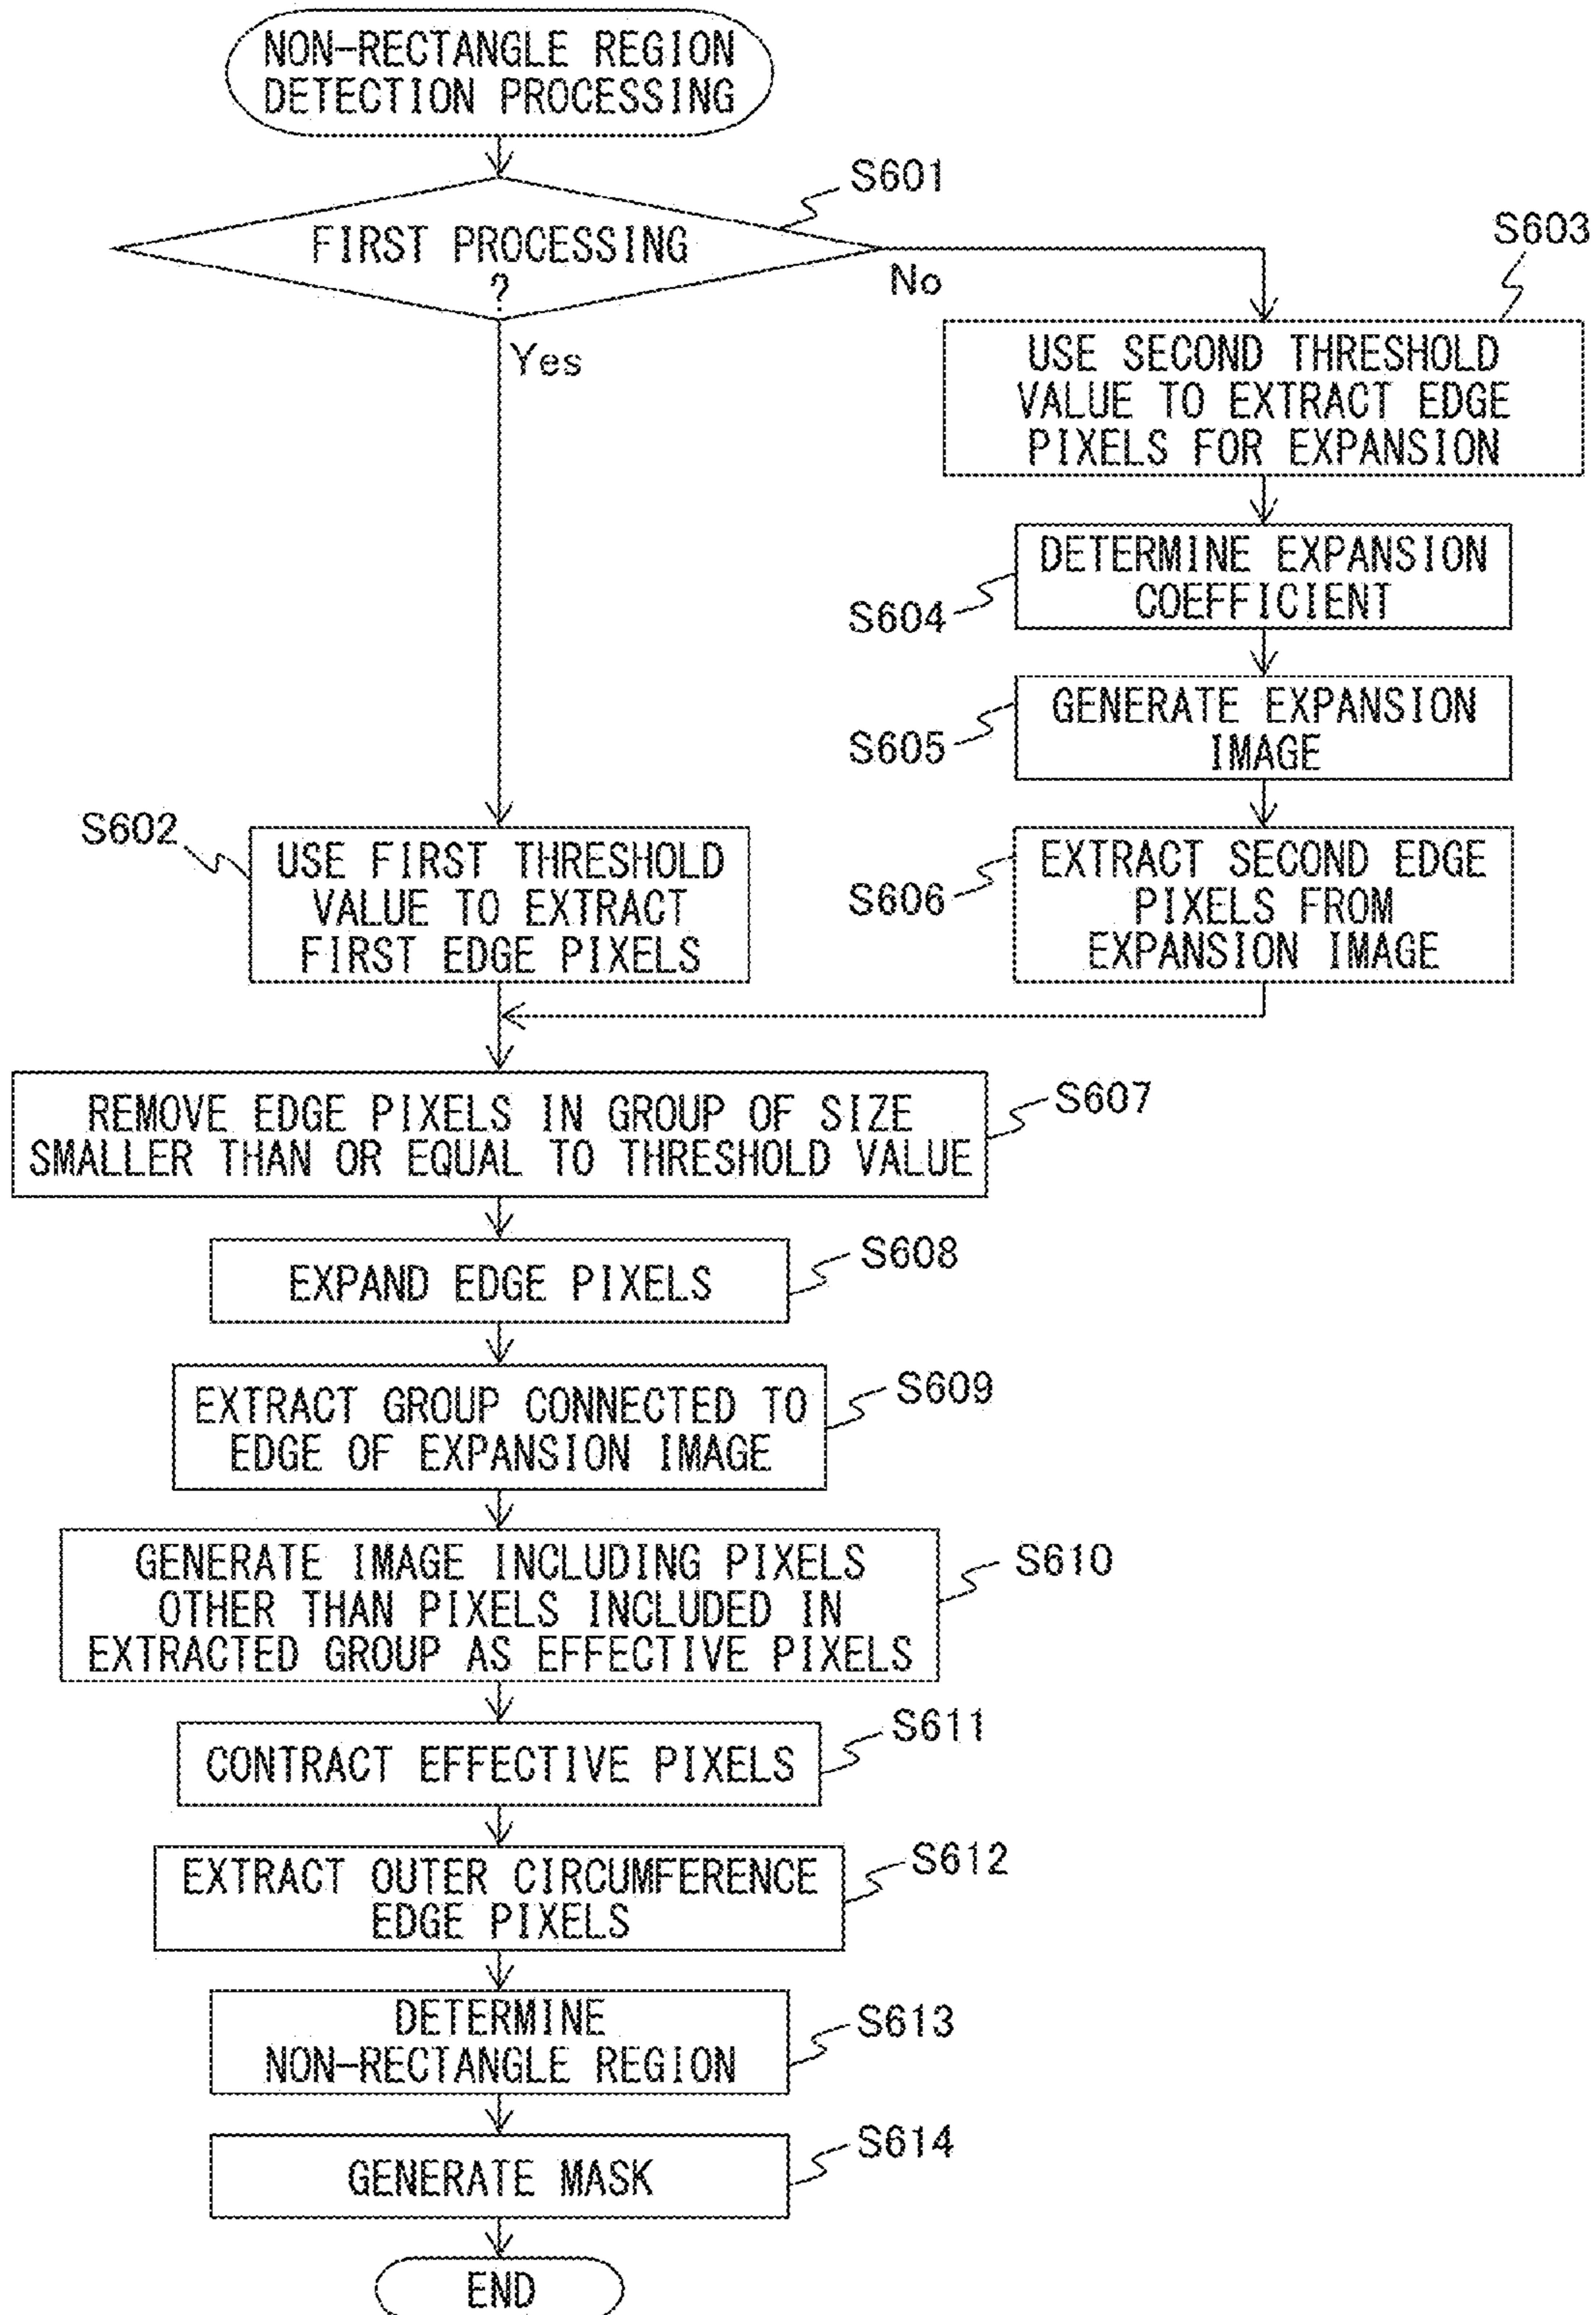 NON-RECTANGLE REGION
DETECTION PROCESSING
S601
FIRST PROCESSING
?
No
Yes
S603
USE SECOND THRESHOLD
VALUE TO EXTRACT EDGE
PIXELS FOR EXPANSION
S604
DETERMINE EXPANSION
COEFFICIENT
S605
GENERATE EXPANSION
IMAGE
S602
USE FIRST THRESHOLD
VALUE TO EXTRACT
FIRST EDGE PIXELS
S606
EXTRACT SECOND EDGE
PIXELS FROM
EXPANSION IMAGE
S607
REMOVE EDGE PIXELS IN GROUP OF SIZE
SMALLER THAN OR EQUAL TO THRESHOLD VALUE
S608
EXPAND EDGE PIXELS
S609
EXTRACT GROUP CONNECTED TO
EDGE OF EXPANSION IMAGE
S610
GENERATE IMAGE INCLUDING PIXELS
OTHER THAN PIXELS INCLUDED IN
EXTRACTED GROUP AS EFFECTIVE PIXELS
S611
CONTRACT EFFECTIVE PIXELS
S612
EXTRACT OUTER CIRCUMFERENCE
EDGE PIXELS
S613
DETERMINE
NON-RECTANGLE REGION
S614
GENERATE MASK
END